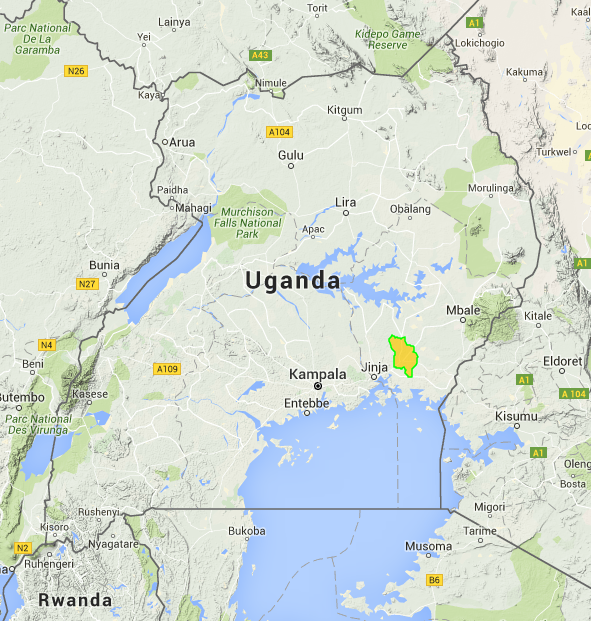 Torit
Kaal
Parc National
De La
Garamba
Lainya
Yei
Kidepo Game
Reserve
A1
Lokichogio
A43
N26
Nimule
Kakuma
Kaya
Kitgum
Loc
A104
Arua
Turkwel
Gulu
Paidha
Morulinga
Mahagi
Murchison
Falls National
Park
Lira
Obalang
Apac
Bunia
A1
N27
Uganda
Mbale
Kitale
N4
Beni
A109
Jinja
Eldoret
Kampala
A1
A 104
Butembo
Kasese
Entebbe
Kisumu
Parc National
Des Virunga
A1
Oleng
Bosta
Migori
Rushenyi
Kisoro
Bukoba
Tarime
N2
Nyagatare
Musoma
Ruhengeri
B6
Rwanda